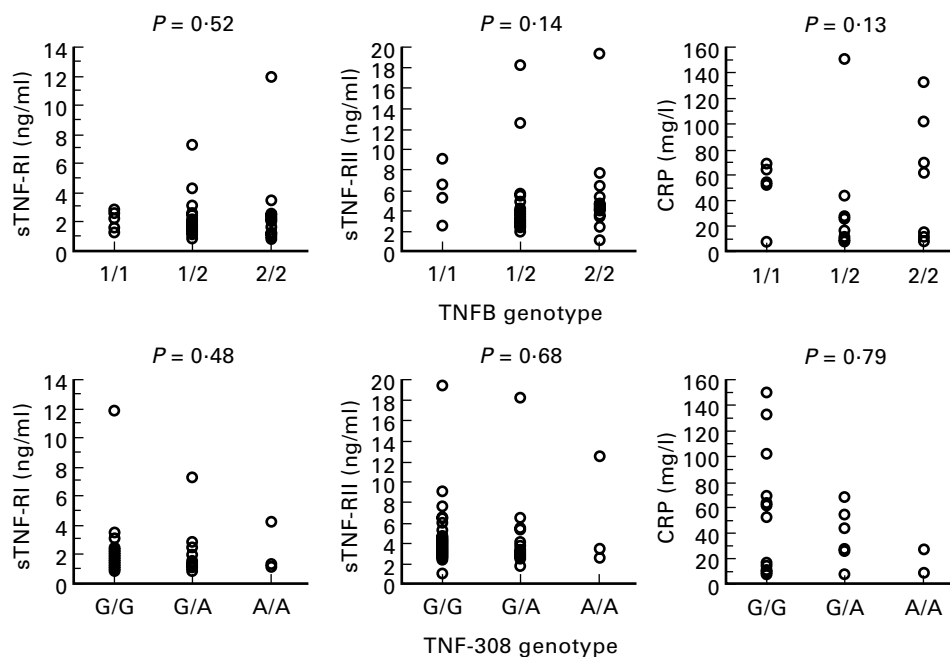 P = 0·52
P = 0·14
P = 0·13
sTNF-RI (ng/ml)
14
12
10
8
6
4
2
0
1/1 1/2 2/2
sTNF-RII (ng/ml)
20
18
16
14
12
10
8
6
4
2
0
1/1 1/2 2/2
CRP (mg/l)
160
140
120
100
80
60
40
20
0
1/1 1/2 2/2
TNFB genotype
P = 0·48
P = 0·68
P = 0·79
sTNF-RI (ng/ml)
14
12
10
8
6
4
2
0
G/G G/A A/A
sTNF-RII (ng/ml)
20
18
16
14
12
10
8
6
4
2
0
G/G G/A A/A
CRP (mg/l)
160
140
120
100
80
60
40
20
0
G/G G/A A/A
TNF-308 genotype